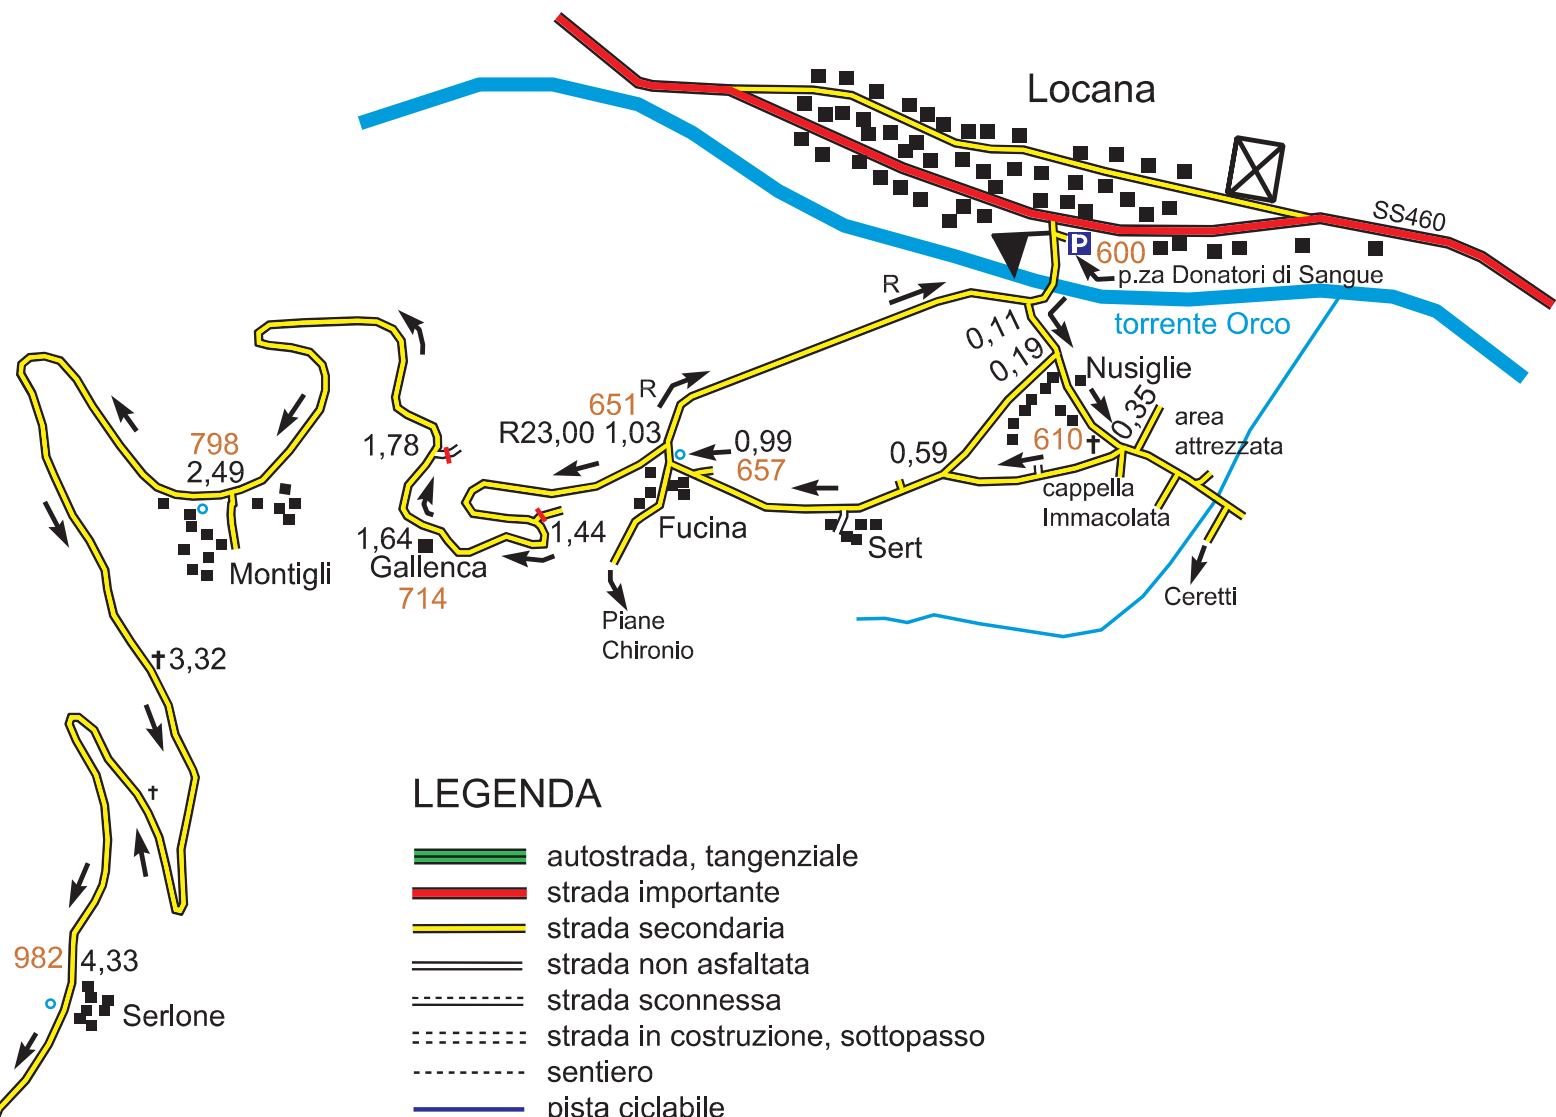 Locana
SS460
P
600
p.za Donatori di Sangue
R
torrente Orco
0,11
0,19
Nusiglie
0,35
area
attrezzata
651
R
R23,00 1,03
0,99
657
0,59
610
cappella
Immacolata
1,78
798
2,49
Fucina
Sert
1,44
1,64
Gallenca
714
Montigli
Ceretti
Piane
Chironio
3,32
LEGENDA
autostrada, tangenziale
strada importante
strada secondaria
982
4,33
strada non asfaltata
strada sconnessa
Serlone
strada in costruzione, sottopasso
sentiero
pista ciclabile